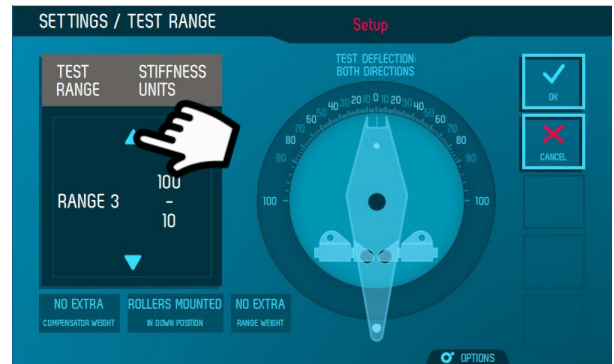 SETTINGS / TEST RANGE
Setup
TEST RANGE
STIFFNESS UNITS
RANGE 3
100
-
10
TEST DEFLECTION:
BOTH DIRECTIONS
100 90 80 70 60 50 40 30 20 10 0 10 20 30 40 50 60 70 80 90 100
OK
CANCEL
NO EXTRA
COMPENSATOR WEIGHT
ROLLERS MOUNTED
IN DOWN POSITION
NO EXTRA
RANGE WEIGHT
OPTIONS